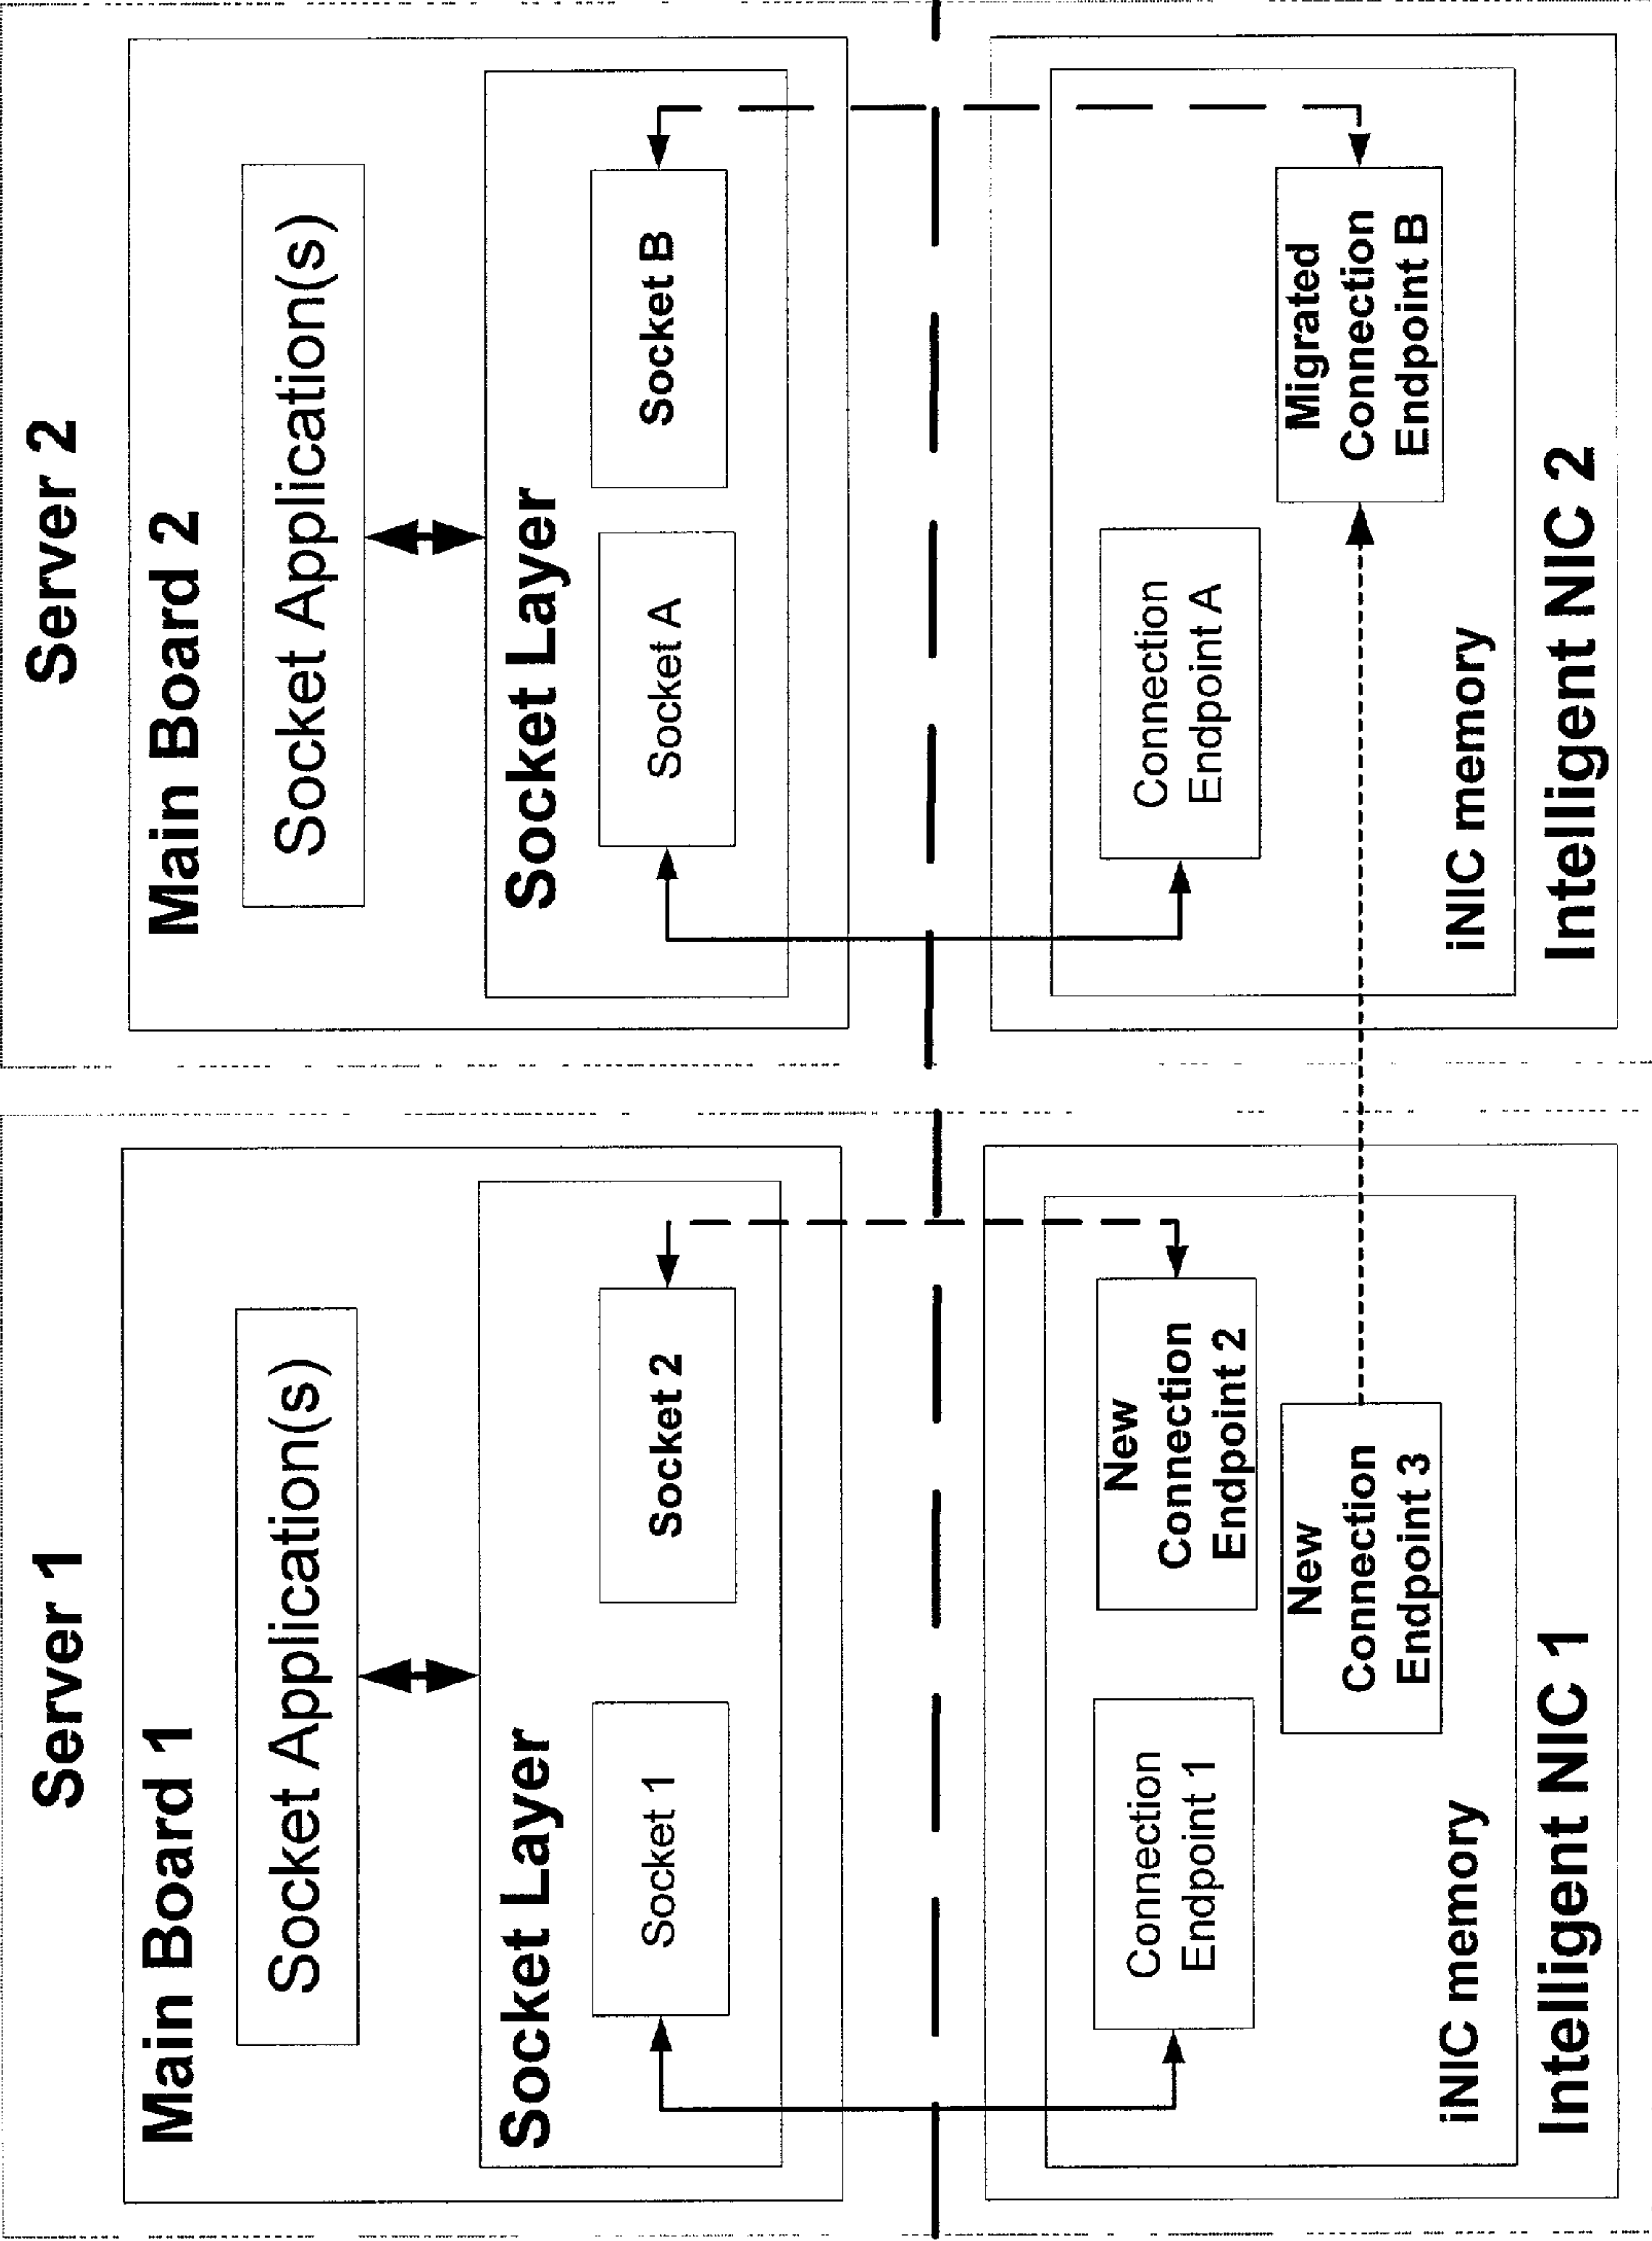 Server 1
Main Board 1
Socket Application(s)
Socket Layer
Socket 1
Socket 2
Connection
Endpoint 1
New
Connection
Endpoint 2
New
Connection
Endpoint 3
iNIC memory
Intelligent NIC 1
Server 2
Main Board 2
Socket Application(s)
Socket Layer
Socket A
Socket B
Connection
Endpoint A
Migrated
Connection
Endpoint B
iNIC memory
Intelligent NIC 2